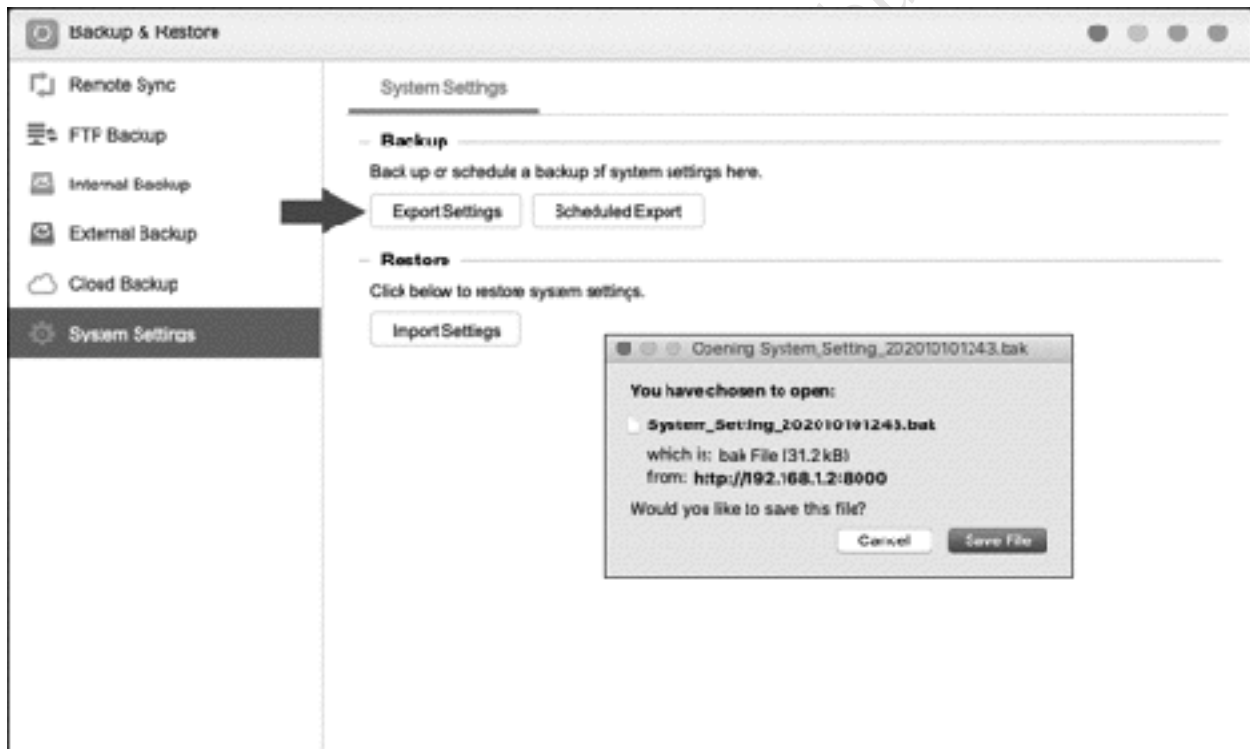 Backup & Restore
Remote Sync
FTP Backup
Internal Backup
External Backup
Cloud Backup
System Settings
System Settings
Backup
Back up or schedule a backup of system settings here.
Export Settings
Scheduled Export
Restore
Click below to restore system settings.
Import Settings
Opening System_Setting_202010101243.bak
You have chosen to open:
System_Setting_202010101243.bak
which is: bak File (31.2 kB)
from: http://192.168.1.2:8000
Would you like to save this file?
Cancel
Save File